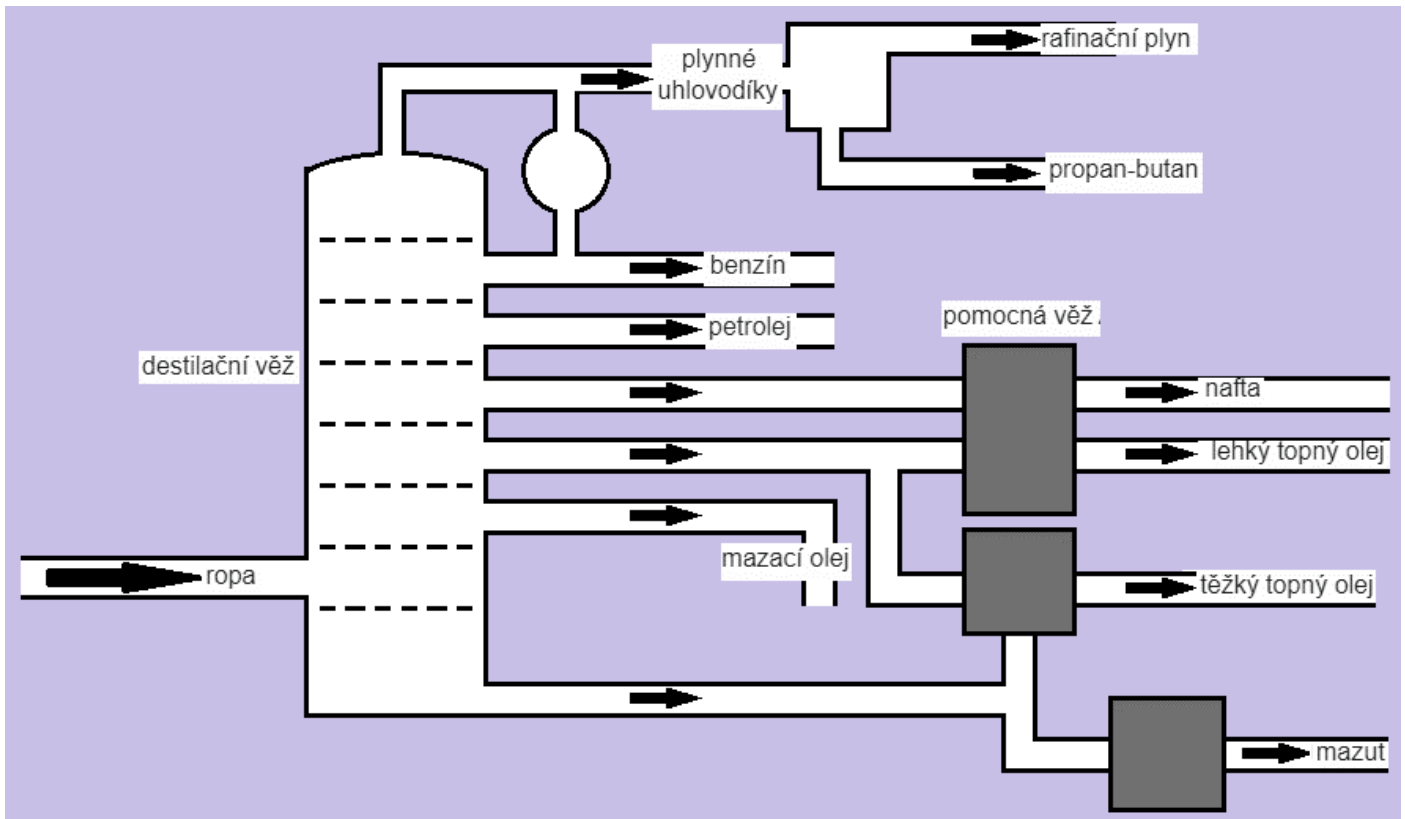 rafinační plyn
plynné
uhlovodíky
propan-butan
benzín
petrolej
pomocná věž
destilační věž
nafta
lehký topný olej
mazací olej
ropa
těžký topný olej
mazut